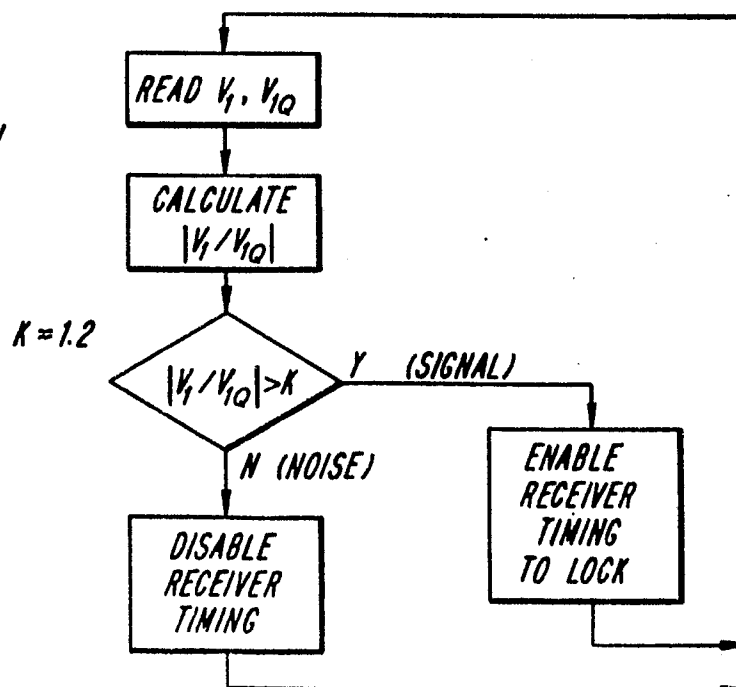 READ V₁, V₁Q
CALCULATE
|V₁/V₁Q|
K≈1.2
|V₁/V₁Q|>K
Y (SIGNAL)
N (NOISE)
ENABLE
RECEIVER
TIMING
TO LOCK
DISABLE
RECEIVER
TIMING